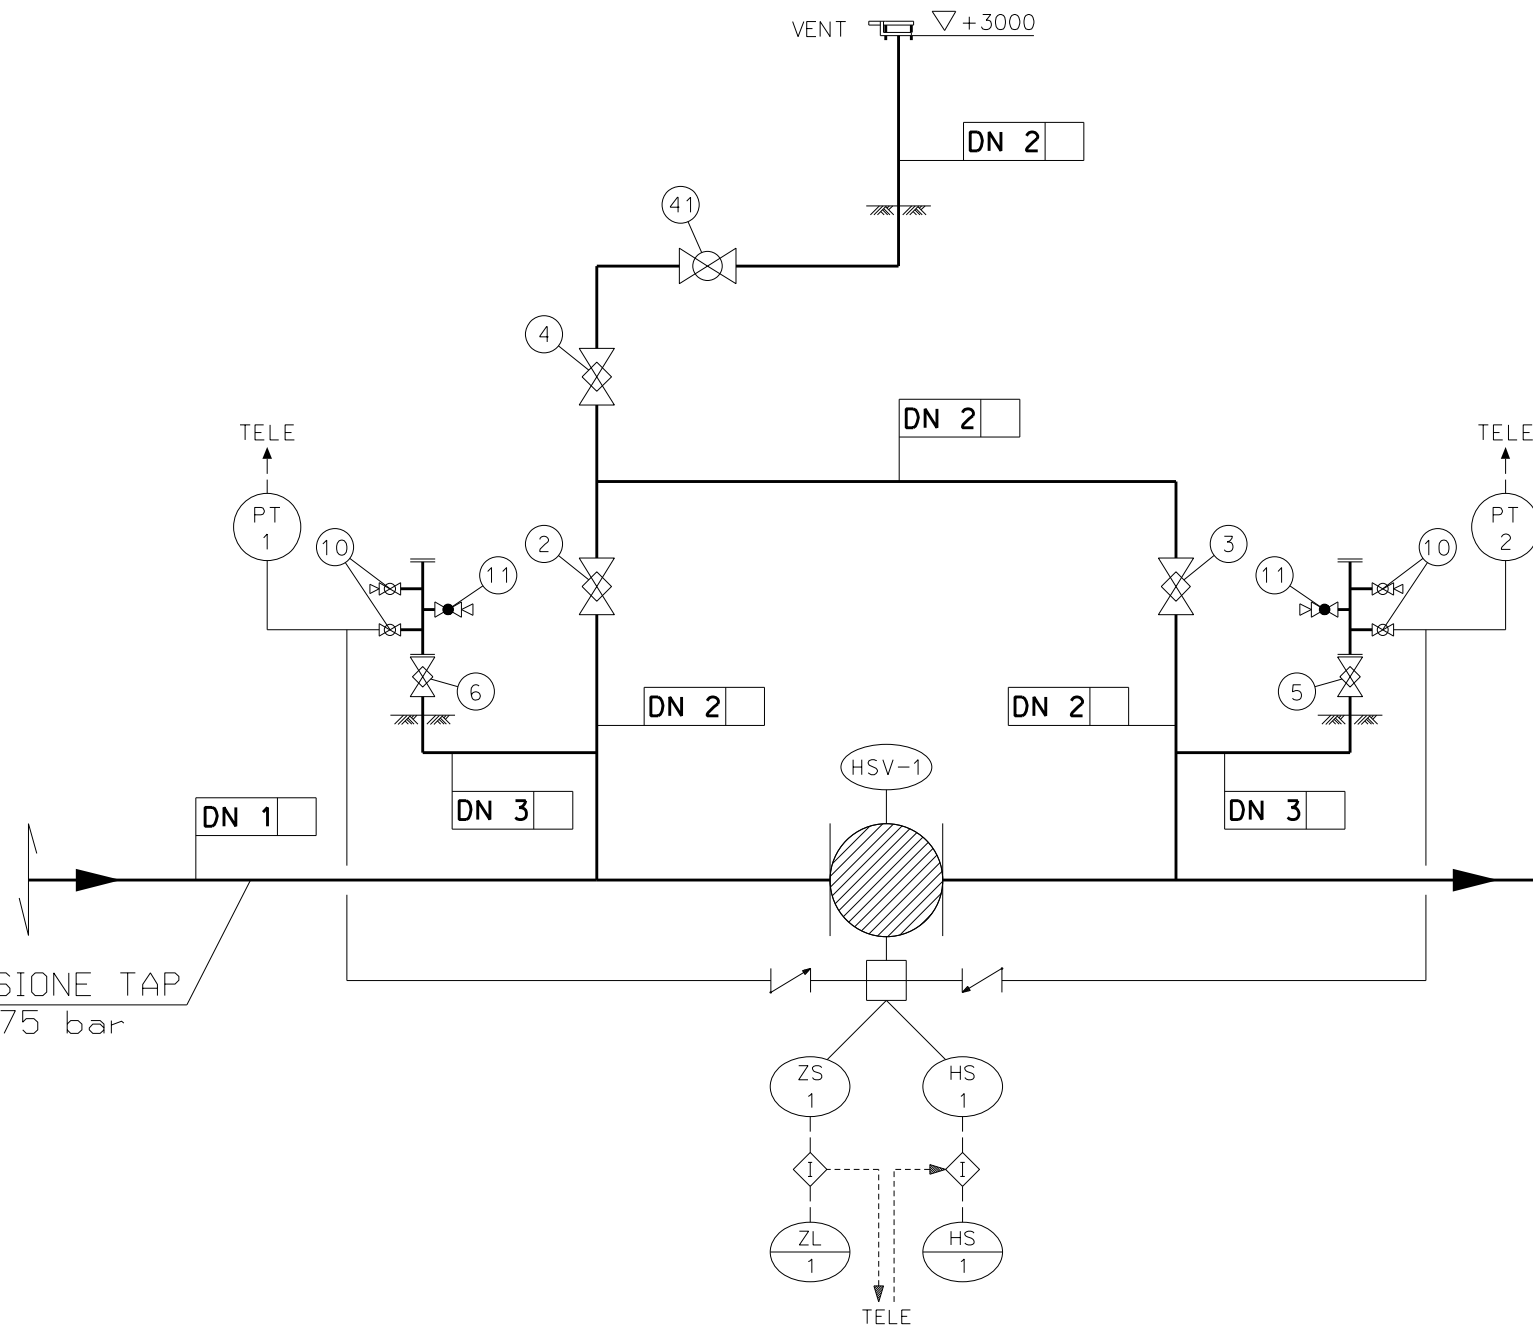 VENT
+3000
DN 2
41
4
DN 2
TELE
TELE
PT
1
10
11
2
3
11
10
PT
2
6
5
DN 2
DN 2
HSV-1
DN 1
DN 3
DN 3
SIONE TAP
75 bar
ZS
1
HS
1
I
I
ZL
1
HS
1
TELE